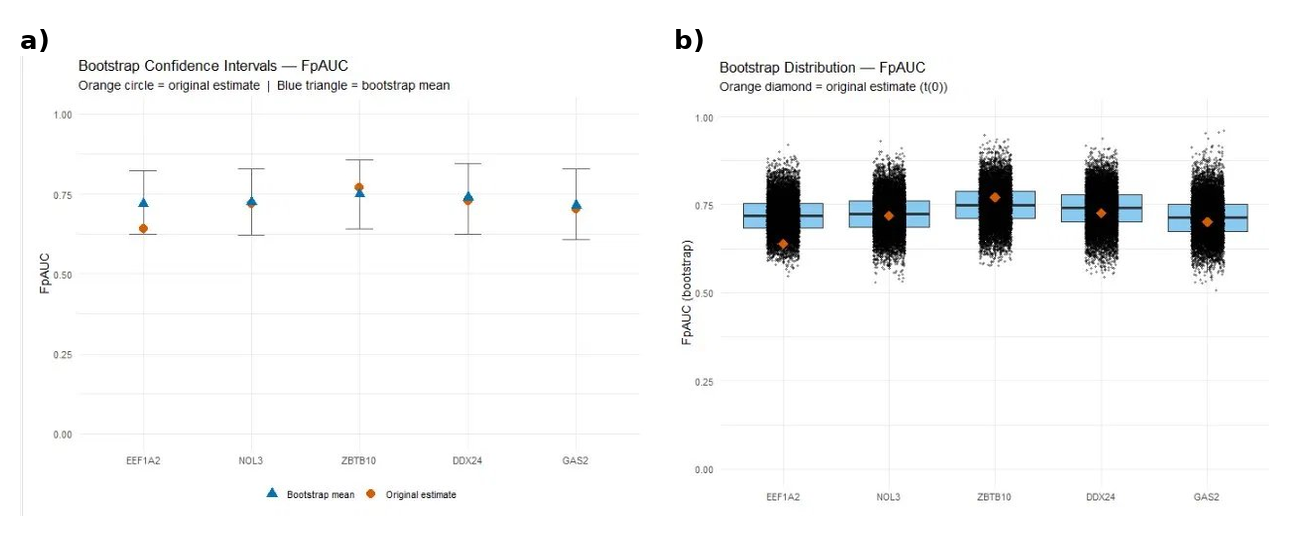 a)
Bootstrap Confidence Intervals — FpAUC
Orange circle = original estimate | Blue triangle = bootstrap mean
1.00
0.75
0.50
0.25
0.00
FpAUC
EEF1A2 NOL3 ZBTB10 DDX24 GAS2
Bootstrap mean Original estimate
b)
Bootstrap Distribution — FpAUC
Orange diamond = original estimate (t(0))
1.00
0.75
0.50
0.25
0.00
FpAUC (bootstrap)
EEF1A2 NOL3 ZBTB10 DDX24 GAS2